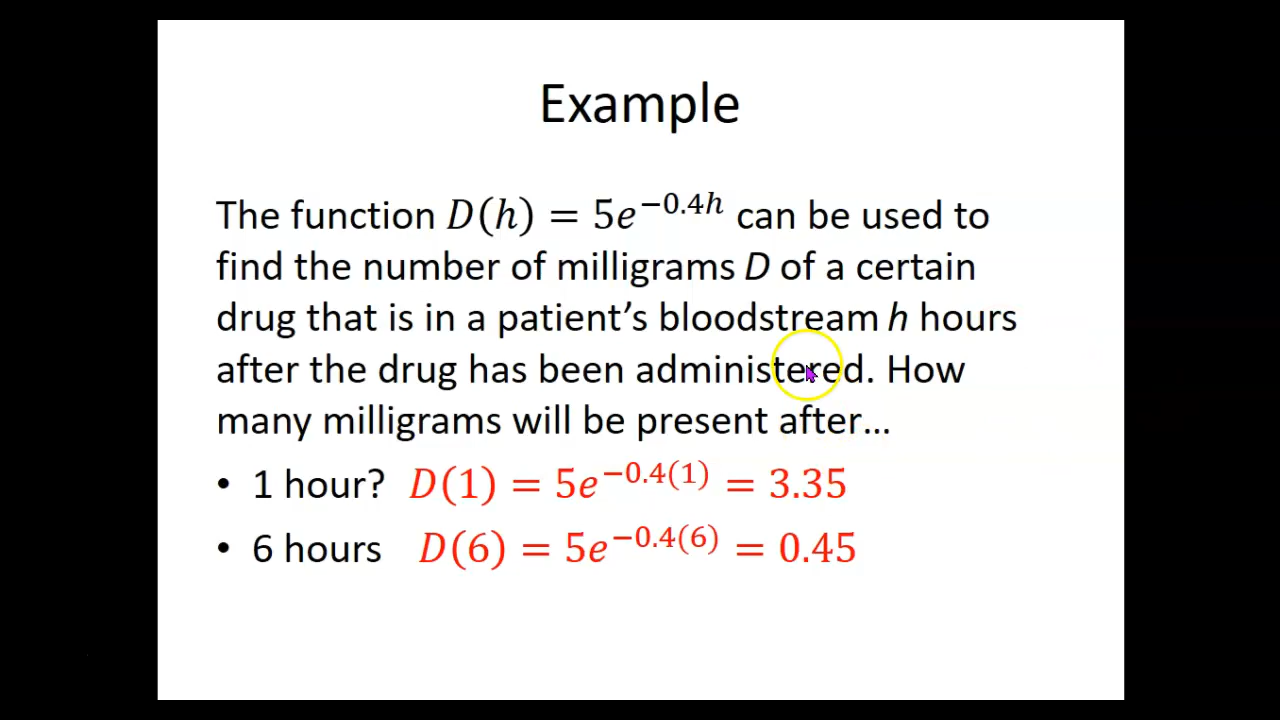 Example
The function D(h) = 5e^{-0.4h} can be used to
find the number of milligrams D of a certain
drug that is in a patient’s bloodstream h hours
after the drug has been administered. How
many milligrams will be present after…
• 1 hour? D(1) = 5e^{-0.4(1)} = 3.35
• 6 hours D(6) = 5e^{-0.4(6)} = 0.45